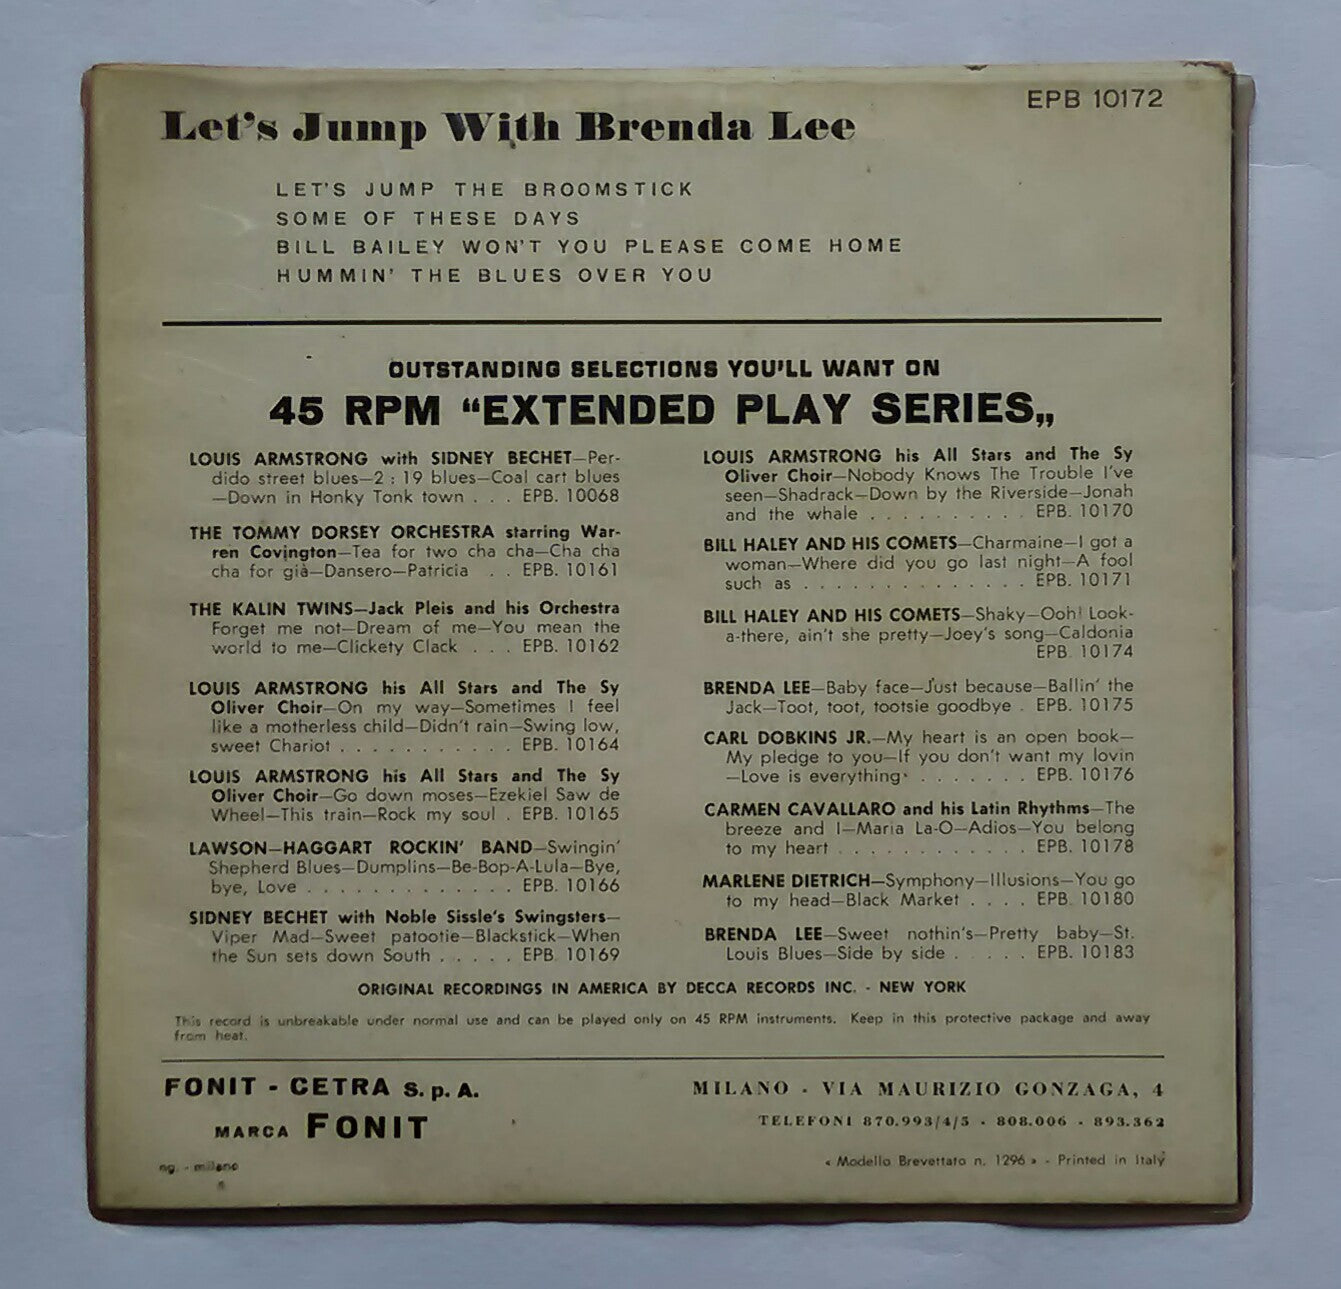 EPB 10172
Let's Jump With Brenda Lee
LET'S JUMP THE BROOMSTICK
SOME OF THESE DAYS
BILL BAILEY WON'T YOU PLEASE COME HOME
HUMMIN' THE BLUES OVER YOU
OUTSTANDING SELECTIONS YOU'LL WANT ON
45 RPM “EXTENDED PLAY SERIES„
LOUIS ARMSTRONG with SIDNEY BECHET—Per-
dido street blues—2 : 19 blues—Coal cart blues
—Down in Honky Tonk town . . . EPB. 10068
THE TOMMY DORSEY ORCHESTRA starring War-
ren Covington—Tea for two cha cha—Cha cha
cha for già—Dansero—Patricia . . EPB. 10161
THE KALIN TWINS—Jack Pleis and his Orchestra
Forget me not—Dream of me—You mean the
world to me—Clickety Clack . . . EPB. 10162
LOUIS ARMSTRONG his All Stars and The Sy
Oliver Choir—On my way—Sometimes I feel
like a motherless child—Didn't rain—Swing low,
sweet Chariot . . . . . . . . . . . EPB. 10164
LOUIS ARMSTRONG his All Stars and The Sy
Oliver Choir—Go down moses—Ezekiel Saw de
Wheel—This train—Rock my soul . EPB. 10165
LAWSON—HAGGART ROCKIN' BAND—Swingin'
Shepherd Blues—Dumplins—Be-Bop-A-Lula—Bye,
bye, Love . . . . . . . . . . . . . EPB. 10166
SIDNEY BECHET with Noble Sissle's Swingsters—
Viper Mad—Sweet patootie—Blackstick—When
the Sun sets down South . . . . . EPB. 10169
LOUIS ARMSTRONG his All Stars and The Sy
Oliver Choir—Nobody Knows The Trouble I've
seen—Shadrack—Down by the Riverside—Jonah
and the whale . . . . . . . . . . EPB. 10170
BILL HALEY AND HIS COMETS—Charmaine—I got a
woman—Where did you go last night—A fool
such as . . . . . . . . . . . . . . EPB. 10171
BILL HALEY AND HIS COMETS—Shaky—Ooh! Look-
a-there, ain't she pretty—Joey's song—Caldonia
EPB. 10174
BRENDA LEE—Baby face—Just because—Ballin' the
Jack—Toot, toot, tootsie goodbye . EPB. 10175
CARL DOBKINS JR.—My heart is an open book—
My pledge to you—If you don't want my lovin
—Love is everything . . . . . . . EPB. 10176
CARMEN CAVALLARO and his Latin Rhythms—The
breeze and I—Maria La-O—Adios—You belong
to my heart . . . . . . . . . . . . EPB. 10178
MARLENE DIETRICH—Symphony—Illusions—You go
to my head—Black Market . . . . EPB. 10180
BRENDA LEE—Sweet nothin's—Pretty baby—St.
Louis Blues—Side by side . . . . . EPB. 10183
ORIGINAL RECORDINGS IN AMERICA BY DECCA RECORDS INC. - NEW YORK
This record is unbreakable under normal use and can be played only on 45 RPM instruments. Keep in this protective package and away
from heat.
FONIT - CETRA S. p. A.
MARCA FONIT
MILANO - VIA MAURIZIO GONZAGA, 4
TELEFONI 870.993/4/5 - 808.006 - 893.362
ng. - milano
« Modello Brevettato n. 1296 » - Printed in Italy